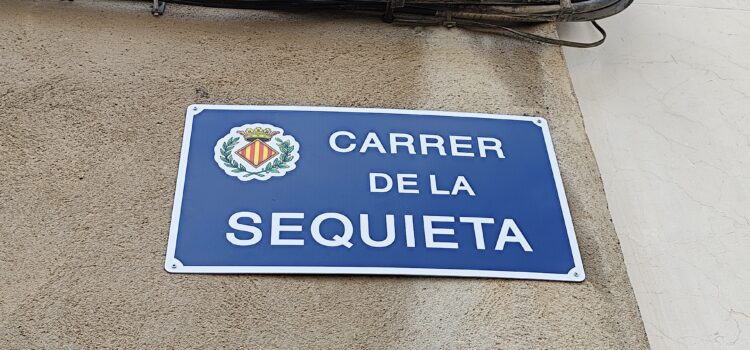 CARRER
DE LA
SEQUIETA